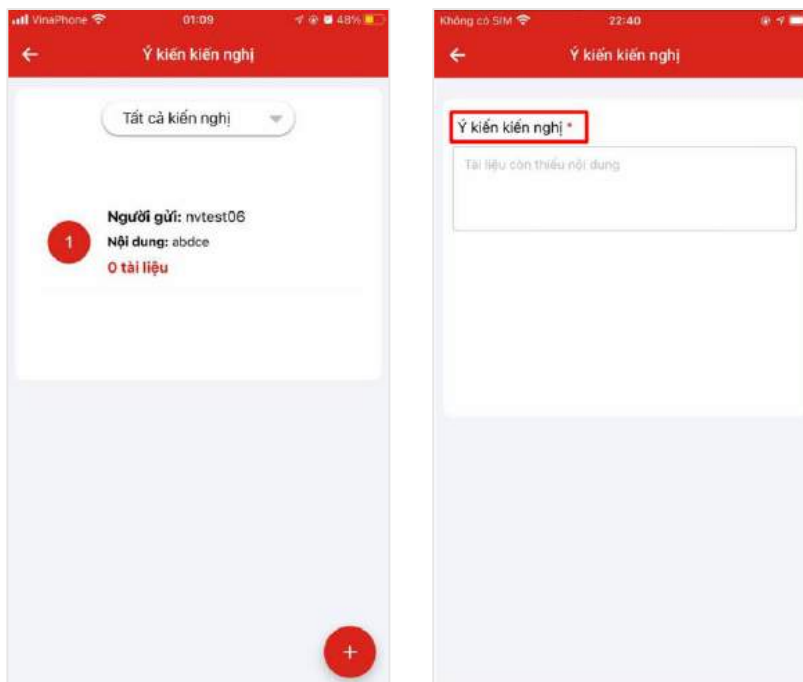 VinaPhone 01:09 48%
Ý kiến kiến nghị
Tất cả kiến nghị
1
Người gửi: nvtest06
Nội dung: abdce
0 tài liệu
+
Không có SIM 22:40
Ý kiến kiến nghị
Ý kiến kiến nghị *
Tài liệu còn thiếu nội dung